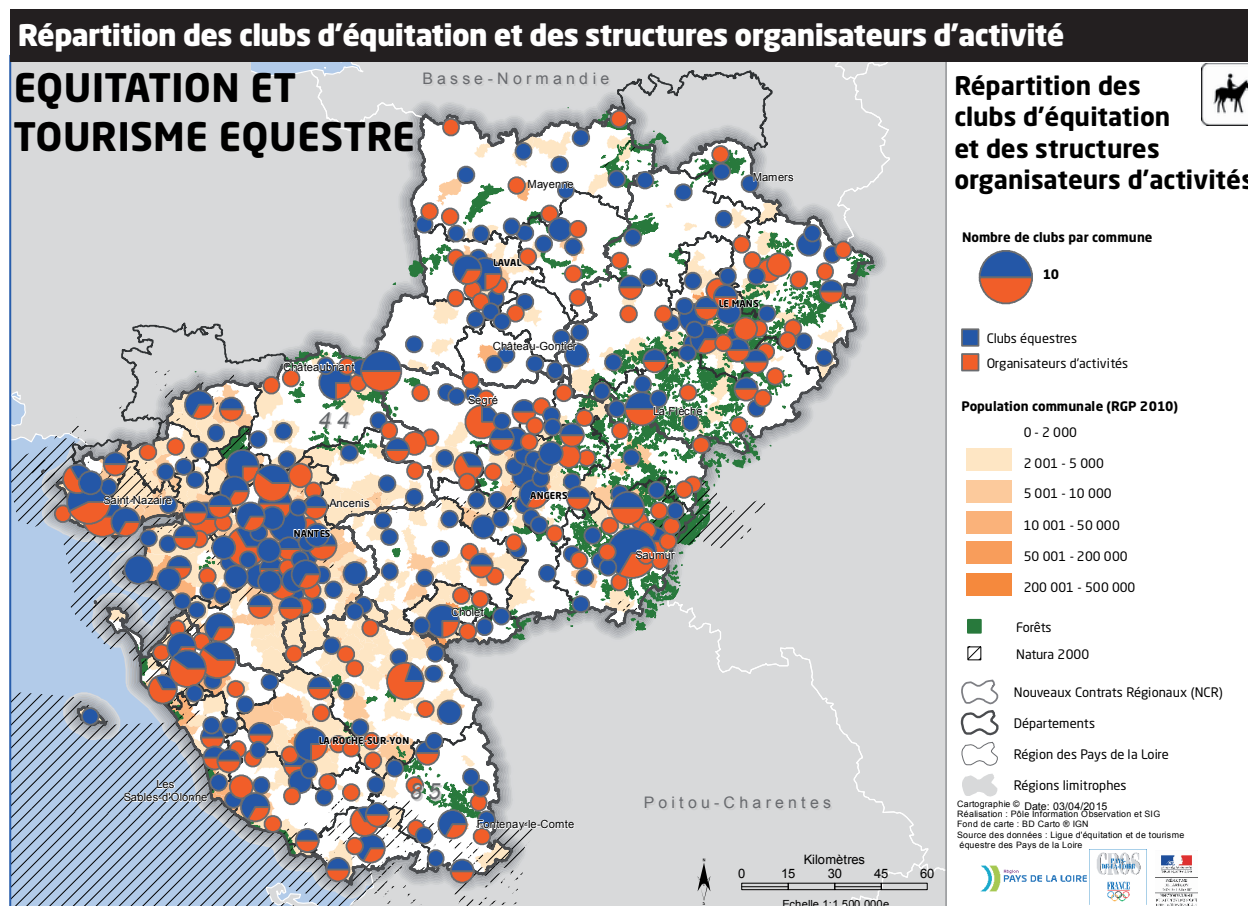 Répartition des clubs d'équitation et des structures organisateurs d'activité
EQUITATION ET
TOURISME EQUESTRE
Basse-Normandie
Mayenne
Mamers
LAVAL
LE MANS
Château-Gontier
Châteaubriant
Segré
La Flèche
44
Saint-Nazaire
Ancenis
ANGERS
NANTES
Saumur
Cholet
LA ROCHE SUR YON
Les
Sables-d'Olonne
85
Fontenay-le-Comte
Poitou-Charentes
Kilomètres
0 15 30 45 60
Echelle 1:1 500 000e
Répartition des
clubs d'équitation
et des structures
organisateurs d'activités
Nombre de clubs par commune
10
Clubs équestres
Organisateurs d'activités
Population communale (RGP 2010)
0 - 2 000
2 001 - 5 000
5 001 - 10 000
10 001 - 50 000
50 001 - 200 000
200 001 - 500 000
Forêts
Natura 2000
Nouveaux Contrats Régionaux (NCR)
Départements
Région des Pays de la Loire
Régions limitrophes
Cartographie © Date: 03/04/2015
Réalisation : Pôle Information Observation et SIG
Fond de carte : BD Carto ® IGN
Source des données : Ligue d'équitation et de tourisme
équestre des Pays de la Loire
Région
PAYS DE LA LOIRE
PAYS
DE LA LOIRE
CROS
FRANCE